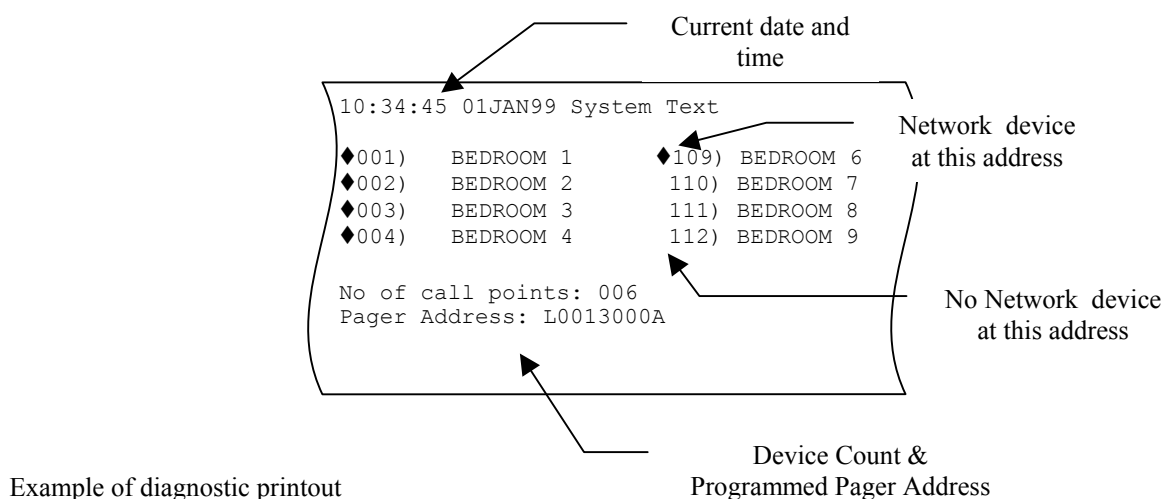 Current date and
time
10:34:45 01JAN99 System Text
Network device
at this address
♦001) BEDROOM 1 ♦109) BEDROOM 6
♦002) BEDROOM 2 110) BEDROOM 7
♦003) BEDROOM 3 111) BEDROOM 8
♦004) BEDROOM 4 112) BEDROOM 9
No of call points: 006
Pager Address: L0013000A
No Network device
at this address
Device Count &
Programmed Pager Address
Example of diagnostic printout